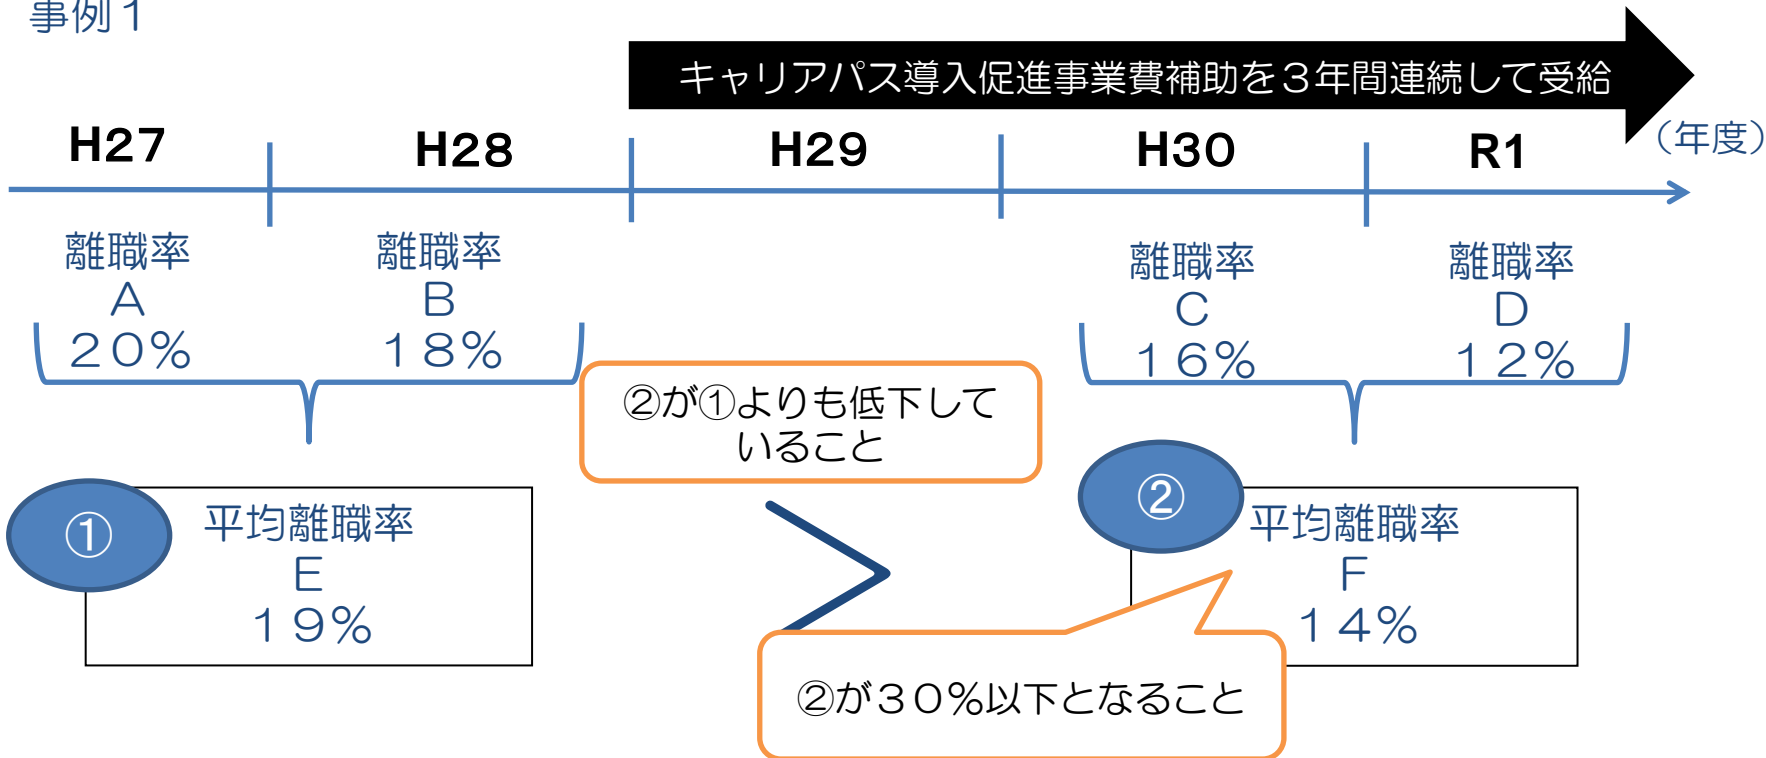 事例１
キャリアパス導入促進事業費補助を３年間連続して受給
H27
H28
H29
H30
R1
（年度）
離職率
A
２０％
離職率
B
１８％
離職率
C
１６％
離職率
D
１２％
②が①よりも低下して
いること
①
平均離職率
E
１９％
②
平均離職率
F
１４％
②が３０％以下となること